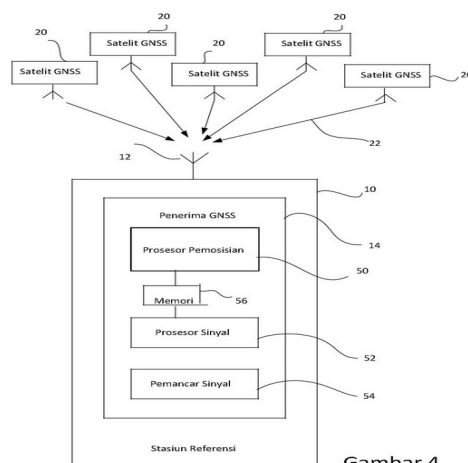 20
20
20
20
Satelit GNSS
Satelit GNSS
Satelit GNSS
Satelit GNSS
Satelit GNSS
20
22
12
10
Penerima GNSS
14
Prosesor Pemosisian
50
Memori
56
Prosesor Sinyal
52
Pemancar Sinyal
54
Stasiun Referensi
Gambar 4